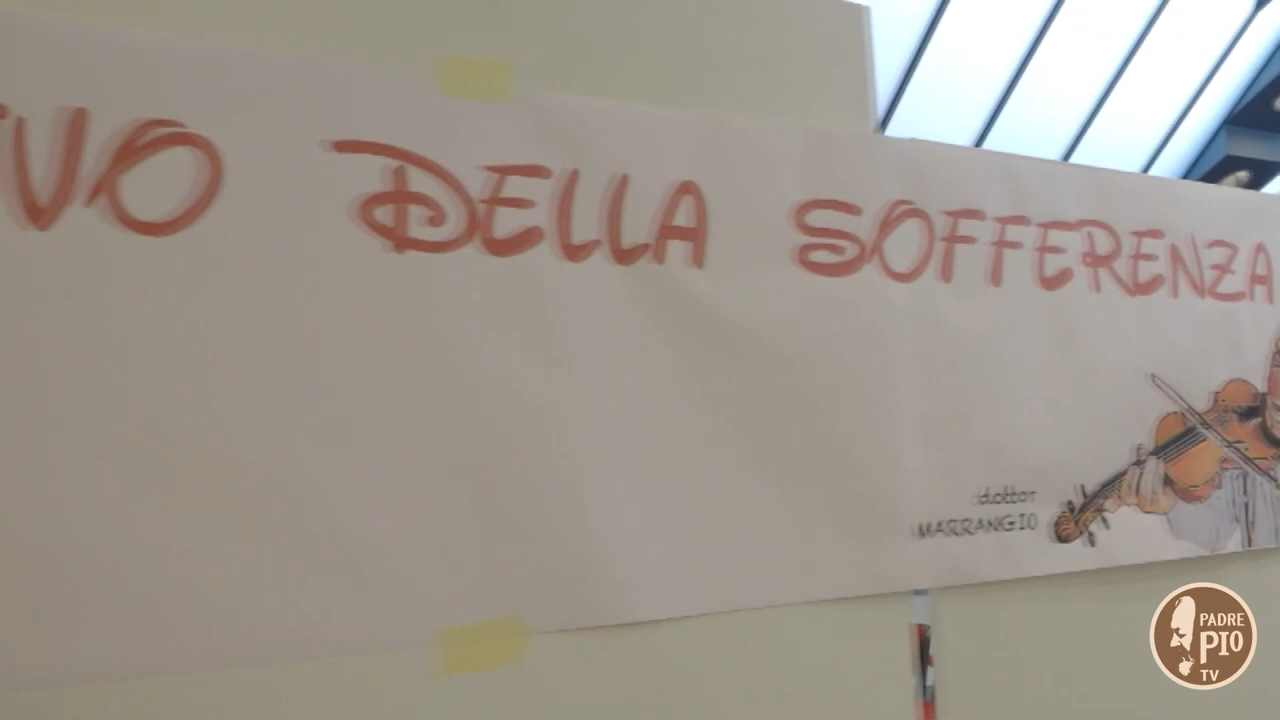 VO DELLA SOFFERENZA
dottor
MARRANGIO
PADRE
PIO
TV